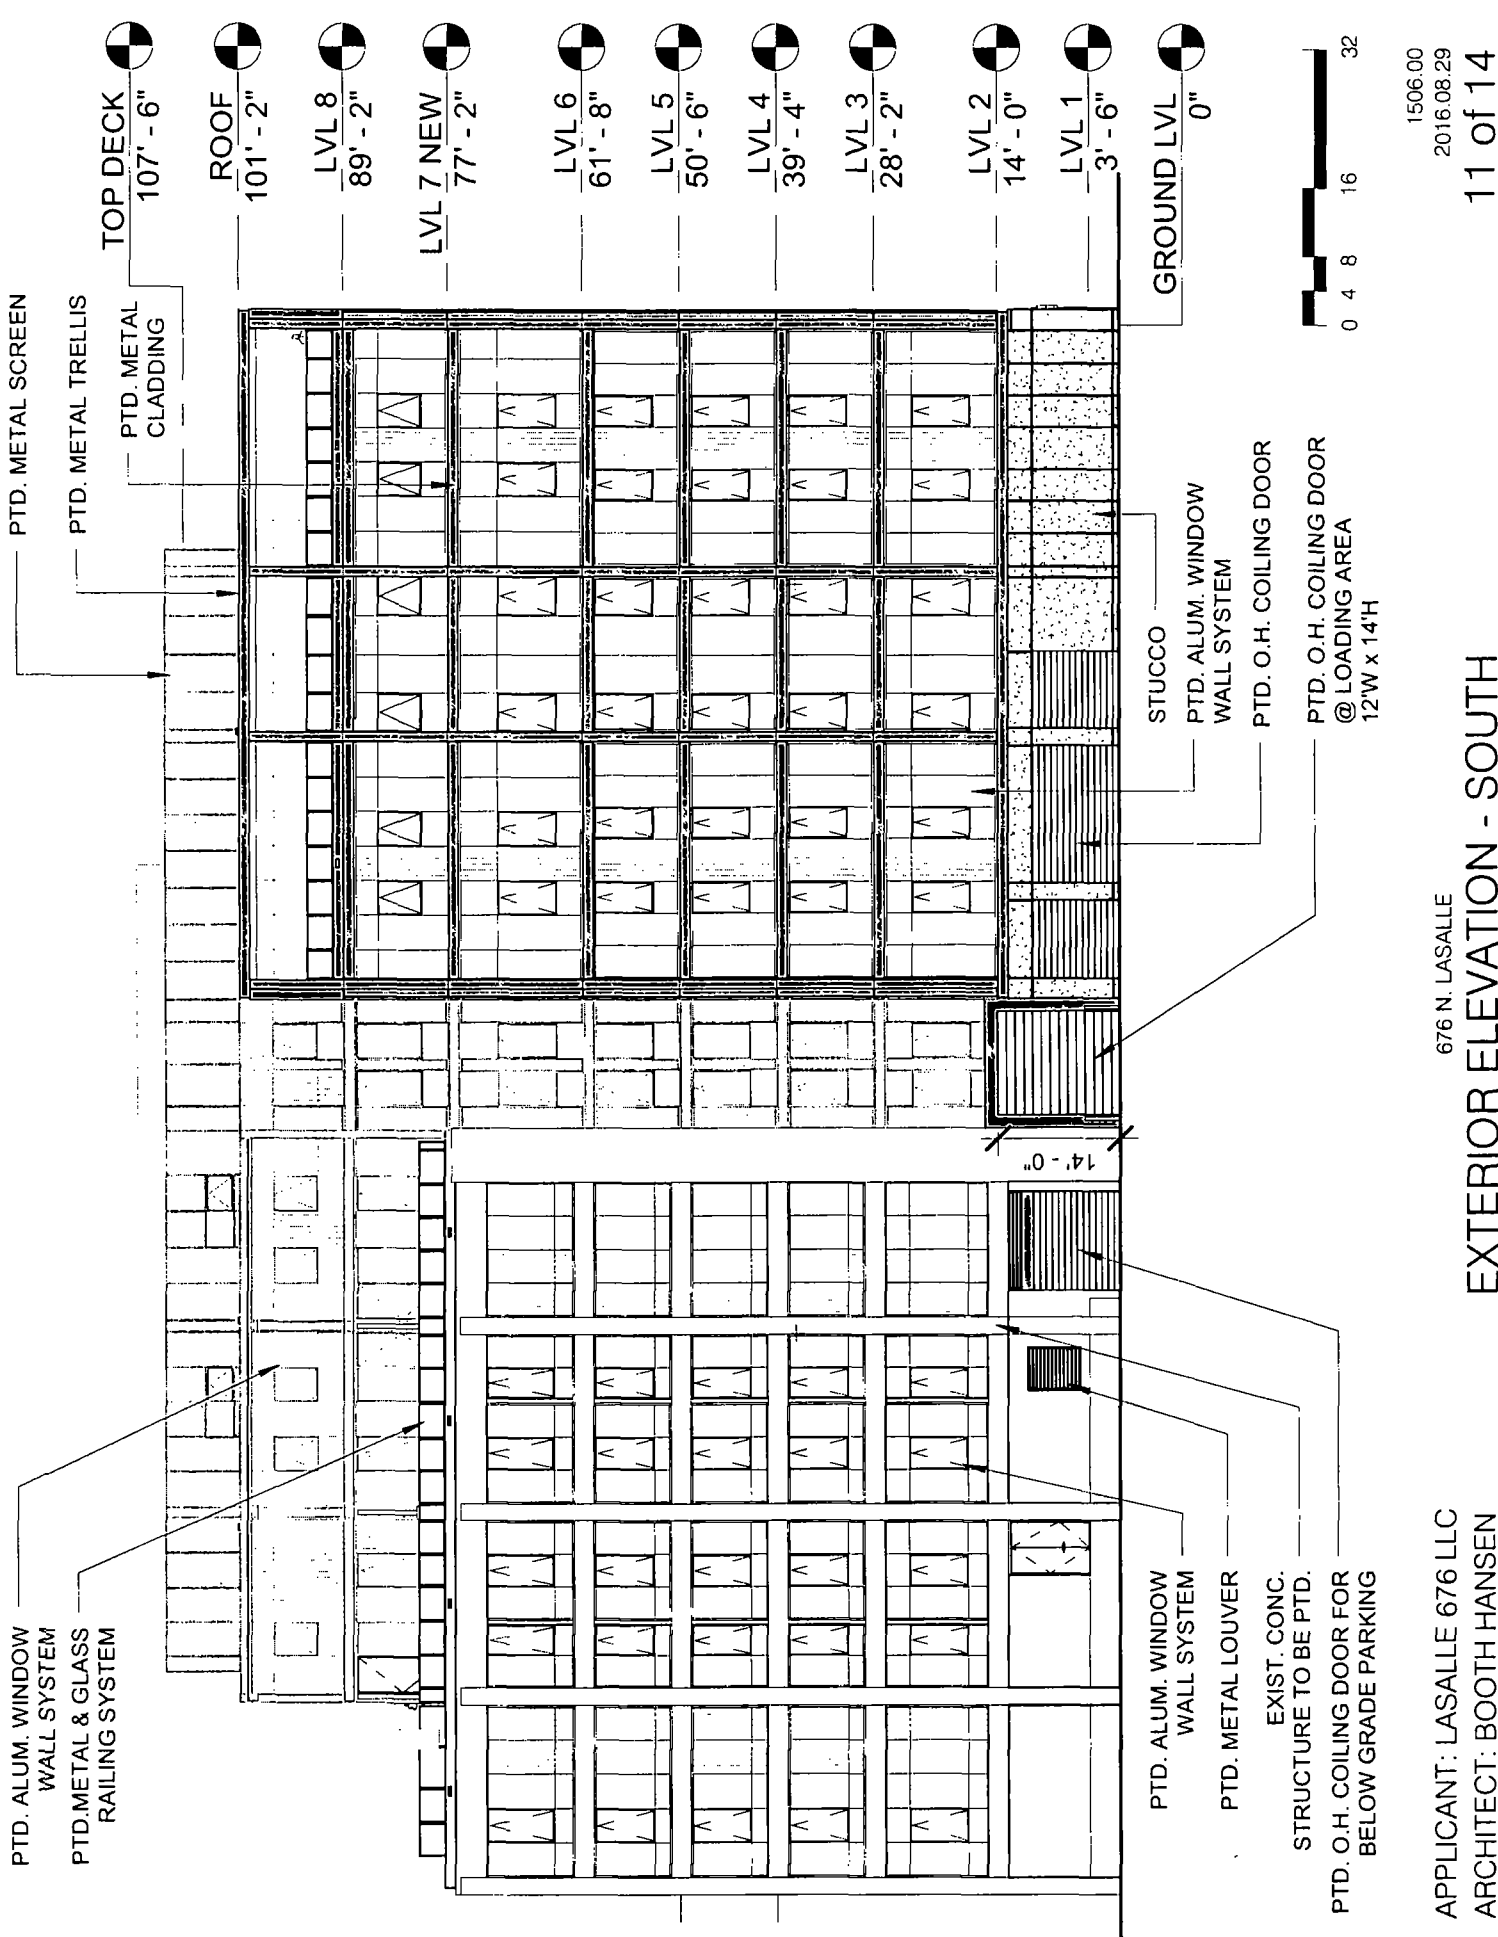 PTD. ALUM. WINDOW
WALL SYSTEM
PTD.METAL & GLASS
RAILING SYSTEM
PTD. METAL SCREEN
PTD. METAL TRELLIS
PTD. METAL
CLADDING
TOP DECK
107' - 6"
ROOF
101' - 2"
LVL 8
89' - 2"
LVL 7 NEW
77' - 2"
LVL 6
61' - 8"
LVL 5
50' - 6"
LVL 4
39' - 4"
LVL 3
28' - 2"
LVL 2
14' - 0"
LVL 1
3' - 6"
GROUND LVL
0"
14' - 0"
PTD. ALUM. WINDOW
WALL SYSTEM
PTD. METAL LOUVER
EXIST. CONC.
STRUCTURE TO BE PTD.
PTD. O.H. COILING DOOR FOR
BELOW GRADE PARKING
STUCCO
PTD. ALUM. WINDOW
WALL SYSTEM
PTD. O.H. COILING DOOR
PTD. O.H. COILING DOOR
@ LOADING AREA
12'W x 14'H
0 4 8 16 32
APPLICANT: LASALLE 676 LLC
ARCHITECT: BOOTH HANSEN
676 N. LASALLE
EXTERIOR ELEVATION - SOUTH
1506.00
2016.08.29
11 of 14